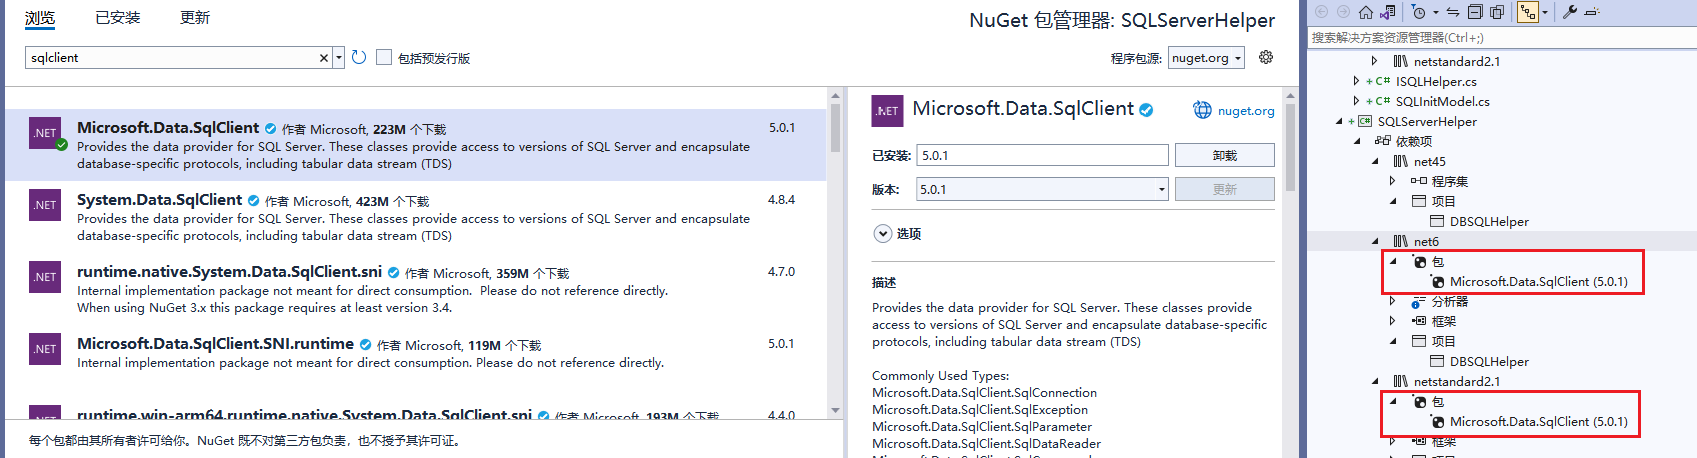 浏览
已安装
更新
NuGet 包管理器: SQLServerHelper
sqlclient
包括预发行版
程序包源: nuget.org
.NET
Microsoft.Data.SqlClient 作者 Microsoft, 223M 个下载 5.0.1
Provides the data provider for SQL Server. These classes provide access to versions of SQL Server and encapsulate
database-specific protocols, including tabular data stream (TDS)
.NET
System.Data.SqlClient 作者 Microsoft, 423M 个下载 4.8.4
Provides the data provider for SQL Server. These classes provide access to versions of SQL Server and encapsulate
database-specific protocols, including tabular data stream (TDS)
.NET
runtime.native.System.Data.SqlClient.sni 作者 Microsoft, 359M 个下载 4.7.0
Internal implementation package not meant for direct consumption. Please do not reference directly.
When using NuGet 3.x this package requires at least version 3.4.
.NET
Microsoft.Data.SqlClient.SNI.runtime 作者 Microsoft, 119M 个下载 5.0.1
Internal implementation package not meant for direct consumption. Please do not reference directly.
.NET
runtime.win-arm64.runtime.native.System.Data.SqlClient.sni 作者 Microsoft, 193M 个下载 4.4.0
每个包都由其所有者许可给你。NuGet 既不对第三方包负责，也不授予其许可证。
.NET
Microsoft.Data.SqlClient
nuget.org
已安装: 5.0.1
卸载
版本: 5.0.1
更新
选项
描述
Provides the data provider for SQL Server. These classes provide
access to versions of SQL Server and encapsulate database-specific
protocols, including tabular data stream (TDS)
Commonly Used Types:
Microsoft.Data.SqlClient.SqlConnection
Microsoft.Data.SqlClient.SqlException
Microsoft.Data.SqlClient.SqlParameter
Microsoft.Data.SqlClient.SqlDataReader
搜索解决方案资源管理器(Ctrl+;)
netstandard2.1
C# ISQLHelper.cs
C# SQLInitModel.cs
C# SQLServerHelper
依赖项
net45
程序集
项目
DBSQLHelper
net6
包
Microsoft.Data.SqlClient (5.0.1)
分析器
框架
项目
DBSQLHelper
netstandard2.1
包
Microsoft.Data.SqlClient (5.0.1)
框架
项目